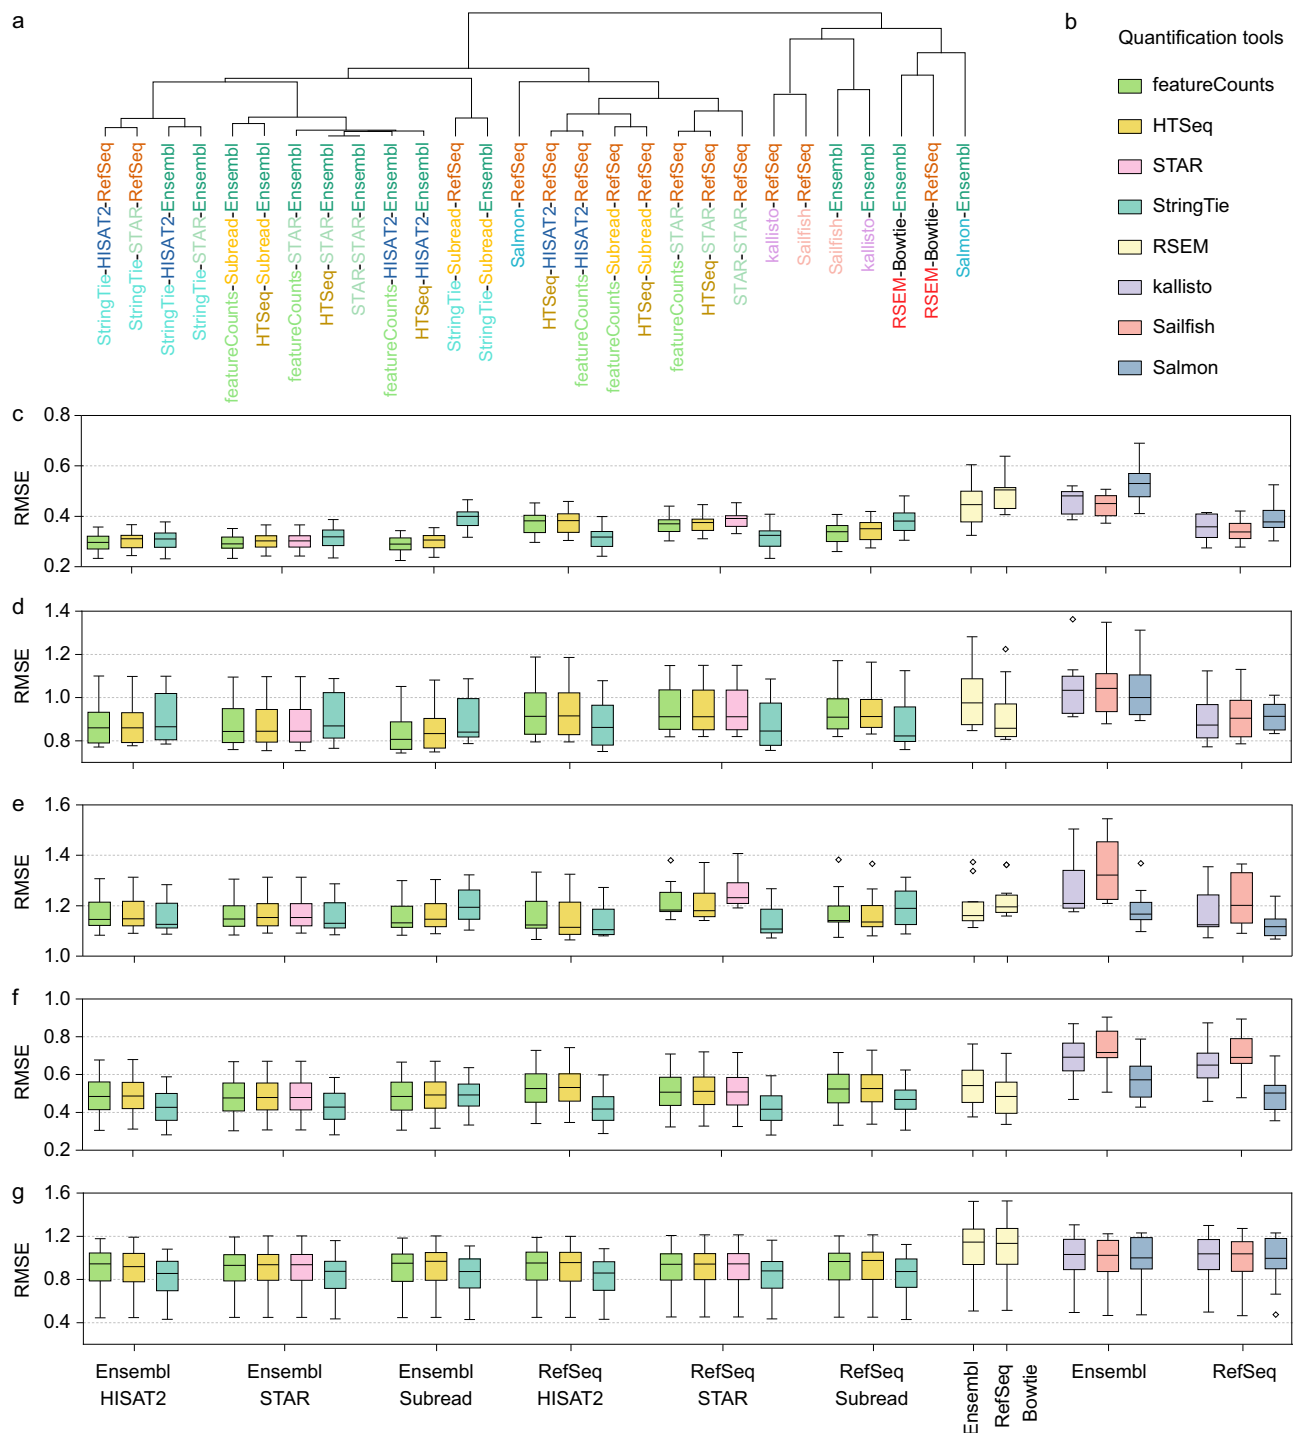 a
StringTie-HISAT2-RefSeq
StringTie-STAR-RefSeq
StringTie-HISAT2-Ensembl
StringTie-STAR-Ensembl
featureCounts-Subread-Ensembl
HTSeq-Subread-Ensembl
featureCounts-STAR-Ensembl
HTSeq-STAR-Ensembl
STAR-STAR-Ensembl
featureCounts-HISAT2-Ensembl
HTSeq-HISAT2-Ensembl
StringTie-Subread-RefSeq
StringTie-Subread-Ensembl
Salmon-RefSeq
HTSeq-HISAT2-RefSeq
featureCounts-HISAT2-RefSeq
featureCounts-Subread-RefSeq
HTSeq-Subread-RefSeq
featureCounts-STAR-RefSeq
HTSeq-STAR-RefSeq
STAR-STAR-RefSeq
kallisto-RefSeq
Sailfish-RefSeq
Sailfish-Ensembl
kallisto-Ensembl
RSEM-Bowtie-Ensembl
RSEM-Bowtie-RefSeq
Salmon-Ensembl
b
Quantification tools
featureCounts
HTSeq
STAR
StringTie
RSEM
kallisto
Sailfish
Salmon
c
RMSE
0.8
0.6
0.4
0.2
d
RMSE
1.4
1.2
1.0
0.8
e
RMSE
1.6
1.4
1.2
1.0
f
RMSE
1.0
0.8
0.6
0.4
0.2
g
RMSE
1.6
1.2
0.8
0.4
Ensembl
HISAT2
Ensembl
STAR
Ensembl
Subread
RefSeq
HISAT2
RefSeq
STAR
RefSeq
Subread
Ensembl
RefSeq
Bowtie
Ensembl
RefSeq